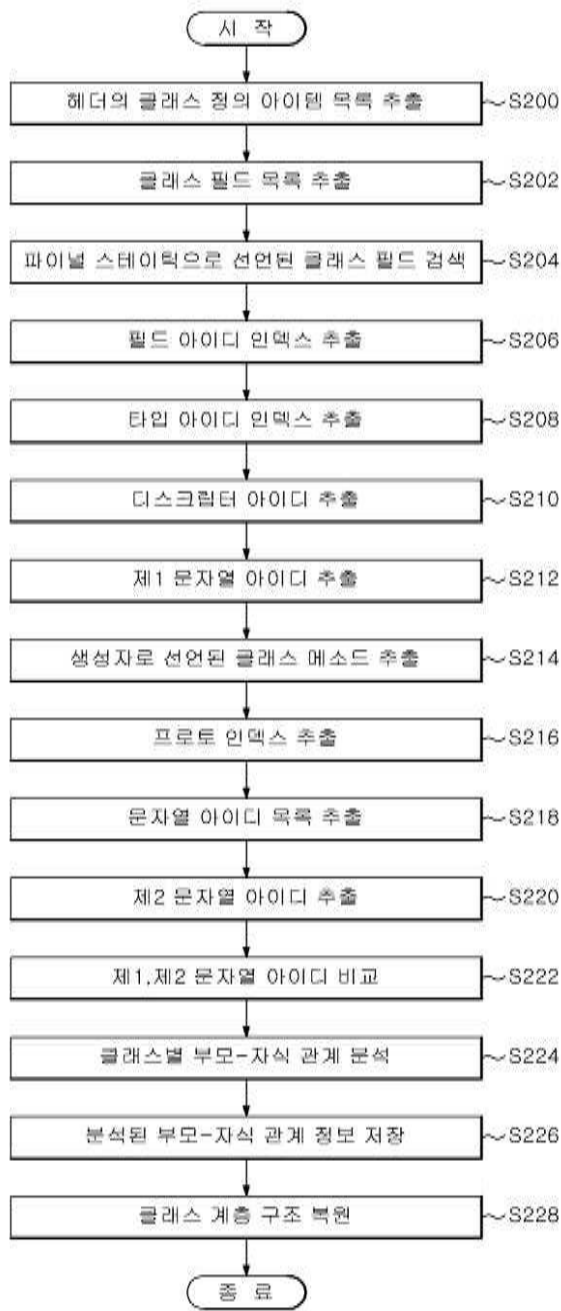 시 작
헤더의 클래스 정의 아이템 목록 추출 S200
클래스 필드 목록 추출 S202
파이널 스테이틱으로 선언된 클래스 필드 검색 S204
필드 아이디 인덱스 추출 S206
타입 아이디 인덱스 추출 S208
디스크립터 아이디 추출 S210
제1 문자열 아이디 추출 S212
생성자로 선언된 클래스 메소드 추출 S214
프로토 인덱스 추출 S216
문자열 아이디 목록 추출 S218
제2 문자열 아이디 추출 S220
제1,제2 문자열 아이디 비교 S222
클래스별 부모-자식 관계 분석 S224
분석된 부모-자식 관계 정보 저장 S226
클래스 계층 구조 복원 S228
종 료